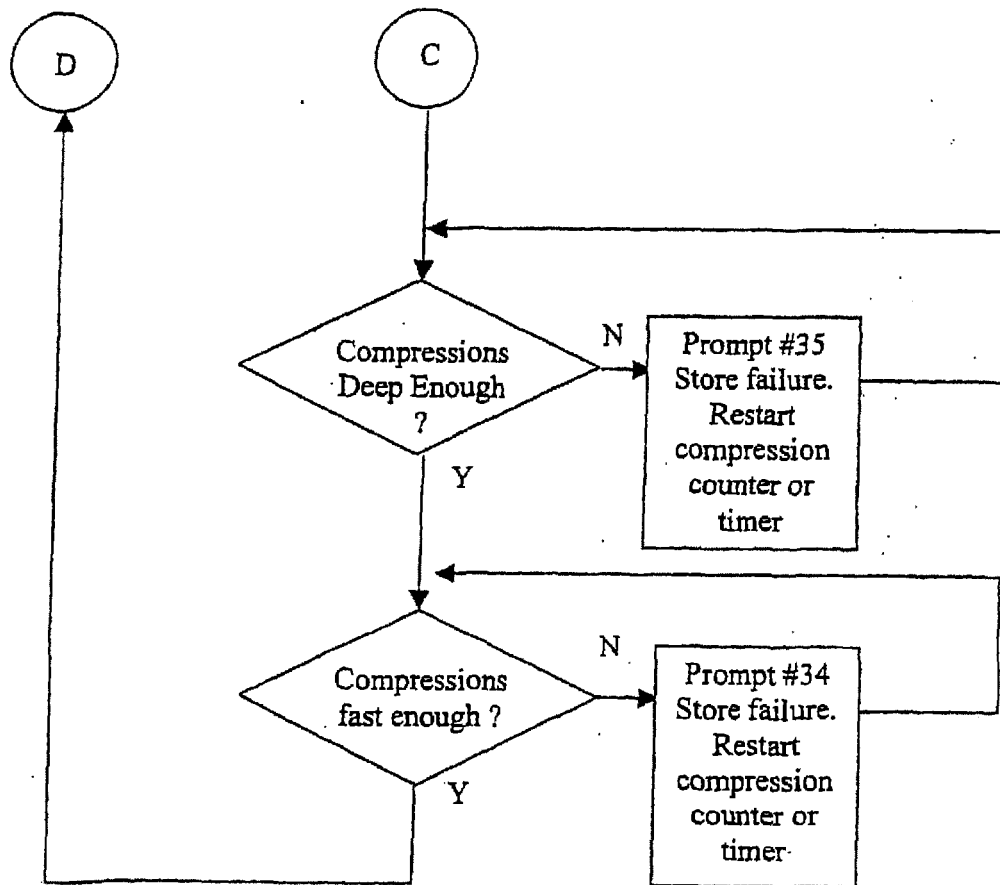 D
C
Compressions
Deep Enough
?
N
Prompt #35
Store failure.
Restart
compression
counter or
timer
Y
Compressions
fast enough ?
N
Prompt #34
Store failure.
Restart
compression
counter or
timer
Y